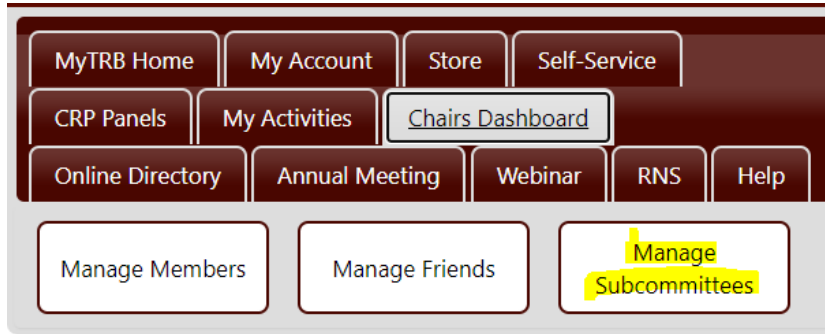 MyTRB Home My Account Store Self-Service
CRP Panels My Activities Chairs Dashboard
Online Directory Annual Meeting Webinar RNS Help
Manage Members Manage Friends Manage
Subcommittees